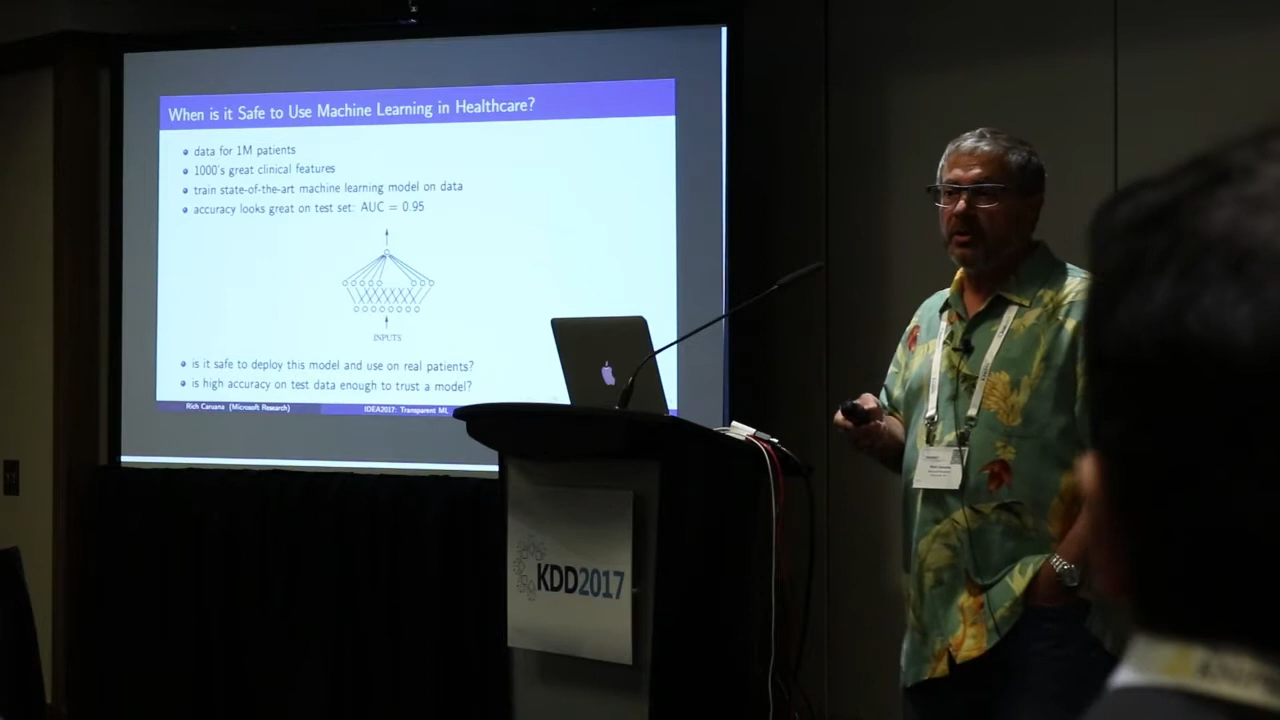 When is it Safe to Use Machine Learning in Healthcare?
data for 1M patients
1000's great clinical features
train state-of-the-art machine learning model on data
accuracy looks great on test set: AUC = 0.95
INPUTS
is it safe to deploy this model and use on real patients?
is high accuracy on test data enough to trust a model?
Rich Caruana (Microsoft Research)
IDEA2017: Transparent ML
KDD2017